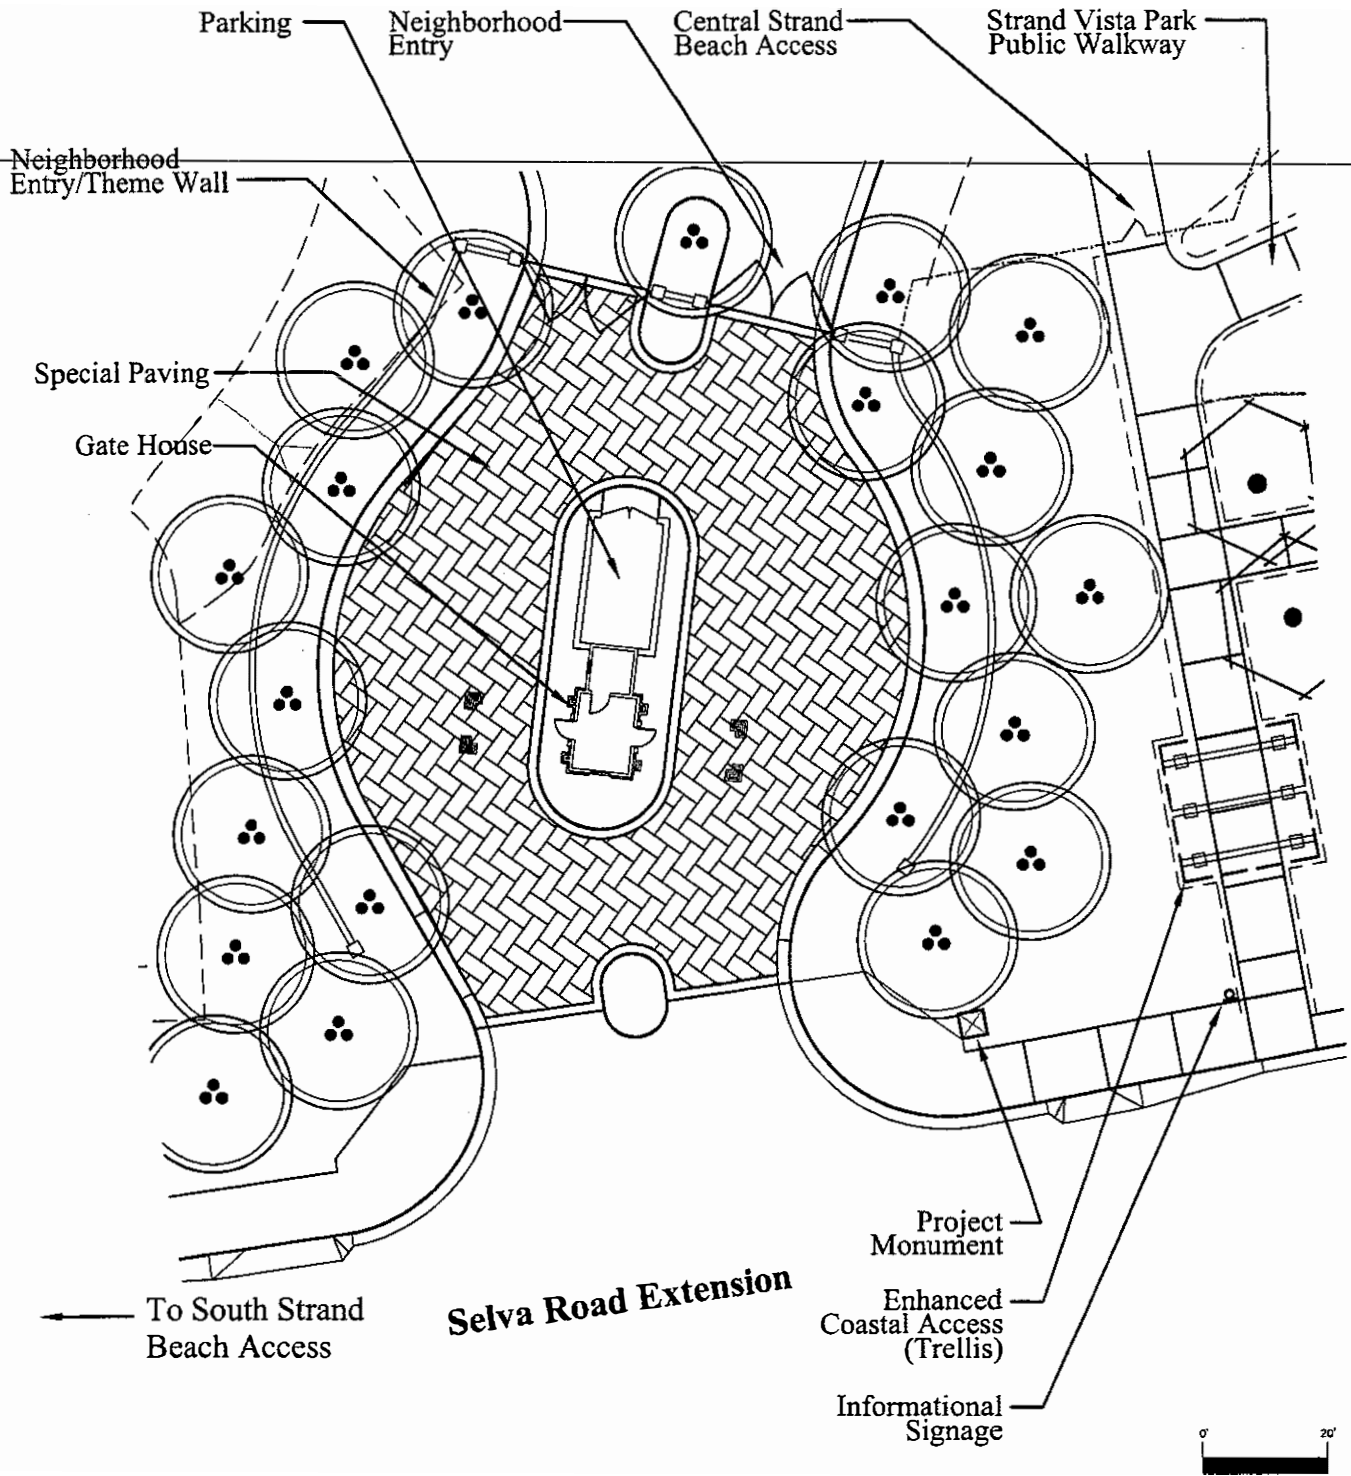 Parking
Neighborhood
Entry
Central Strand
Beach Access
Strand Vista Park
Public Walkway
Neighborhood
Entry/Theme Wall
Special Paving
Gate House
Project
Monument
To South Strand
Beach Access
Selva Road Extension
Enhanced
Coastal Access
(Trellis)
Informational
Signage
0' 20'